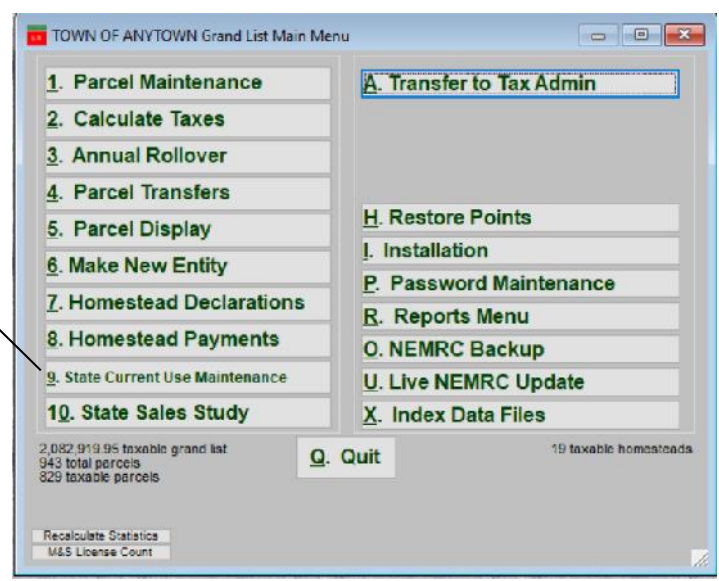 TOWN OF ANYTOWN Grand List Main Menu
1. Parcel Maintenance
2. Calculate Taxes
3. Annual Rollover
4. Parcel Transfers
5. Parcel Display
6. Make New Entity
7. Homestead Declarations
8. Homestead Payments
9. State Current Use Maintenance
10. State Sales Study
A. Transfer to Tax Admin
H. Restore Points
I. Installation
P. Password Maintenance
R. Reports Menu
O. NEMRC Backup
U. Live NEMRC Update
X. Index Data Files
2,082,919.95 taxable grand list
943 total parcels
829 taxable parcels
Q. Quit
19 taxable homesteads
Recalculate Statistics
M&S License Count